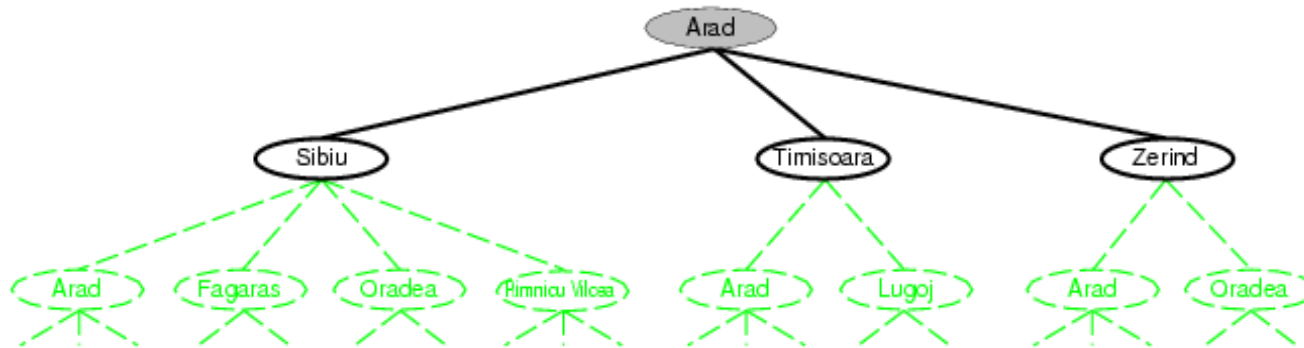 Arad
Sibiu Timisoara Zerind
Arad Fagaras Oradea Rimnicu Vilcea Arad Lugoj Arad Oradea